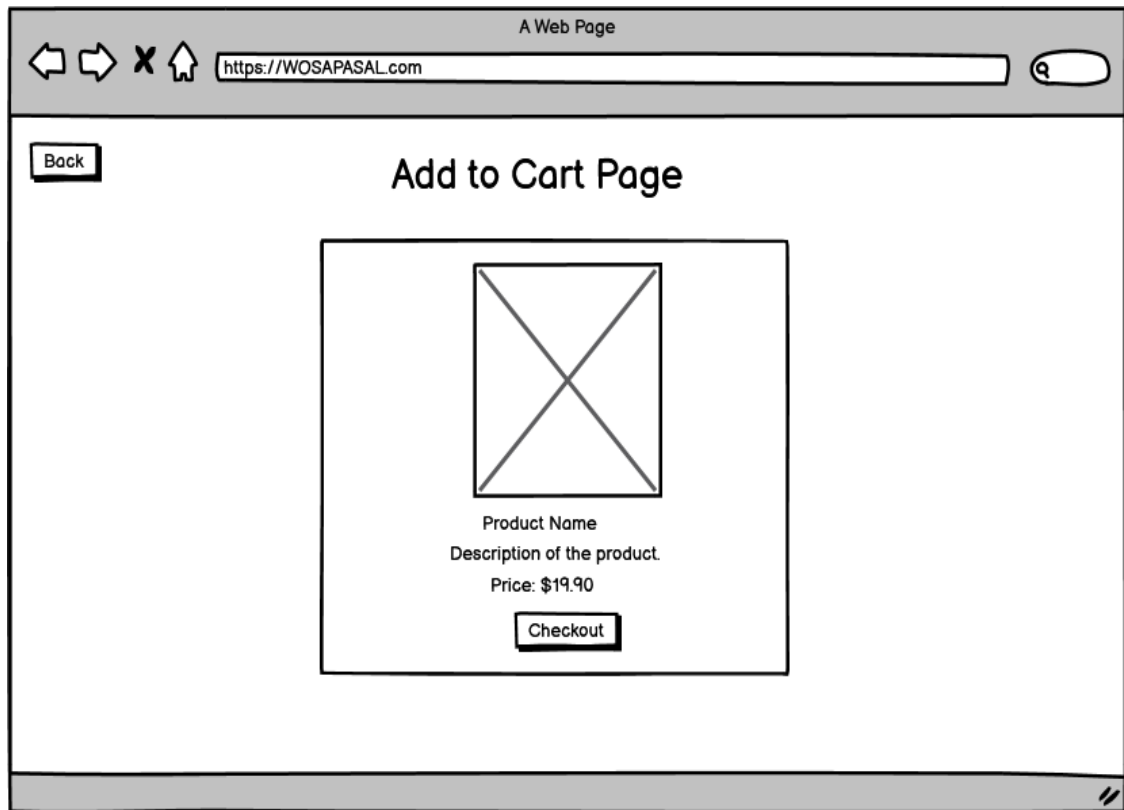 A Web Page
https://WOSAPASAL.com
Back
Add to Cart Page
Product Name
Description of the product.
Price: $19.90
Checkout